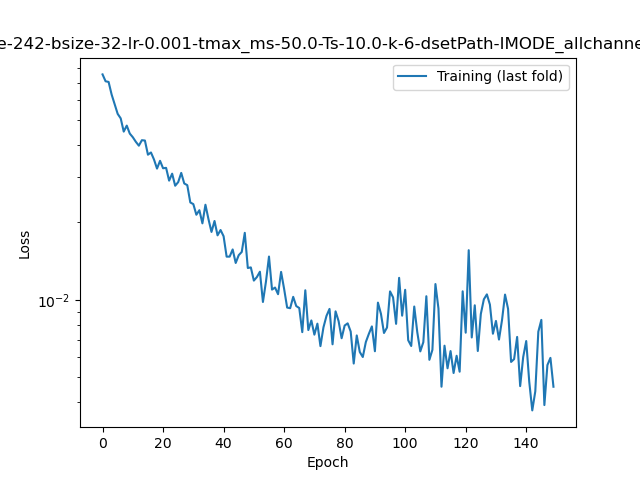 e-242-bsize-32-lr-0.001-tmax_ms-50.0-Ts-10.0-k-6-dsetPath-IMODE_allchanne
Training (last fold)
Loss
10⁻²
0 20 40 60 80 100 120 140
Epoch